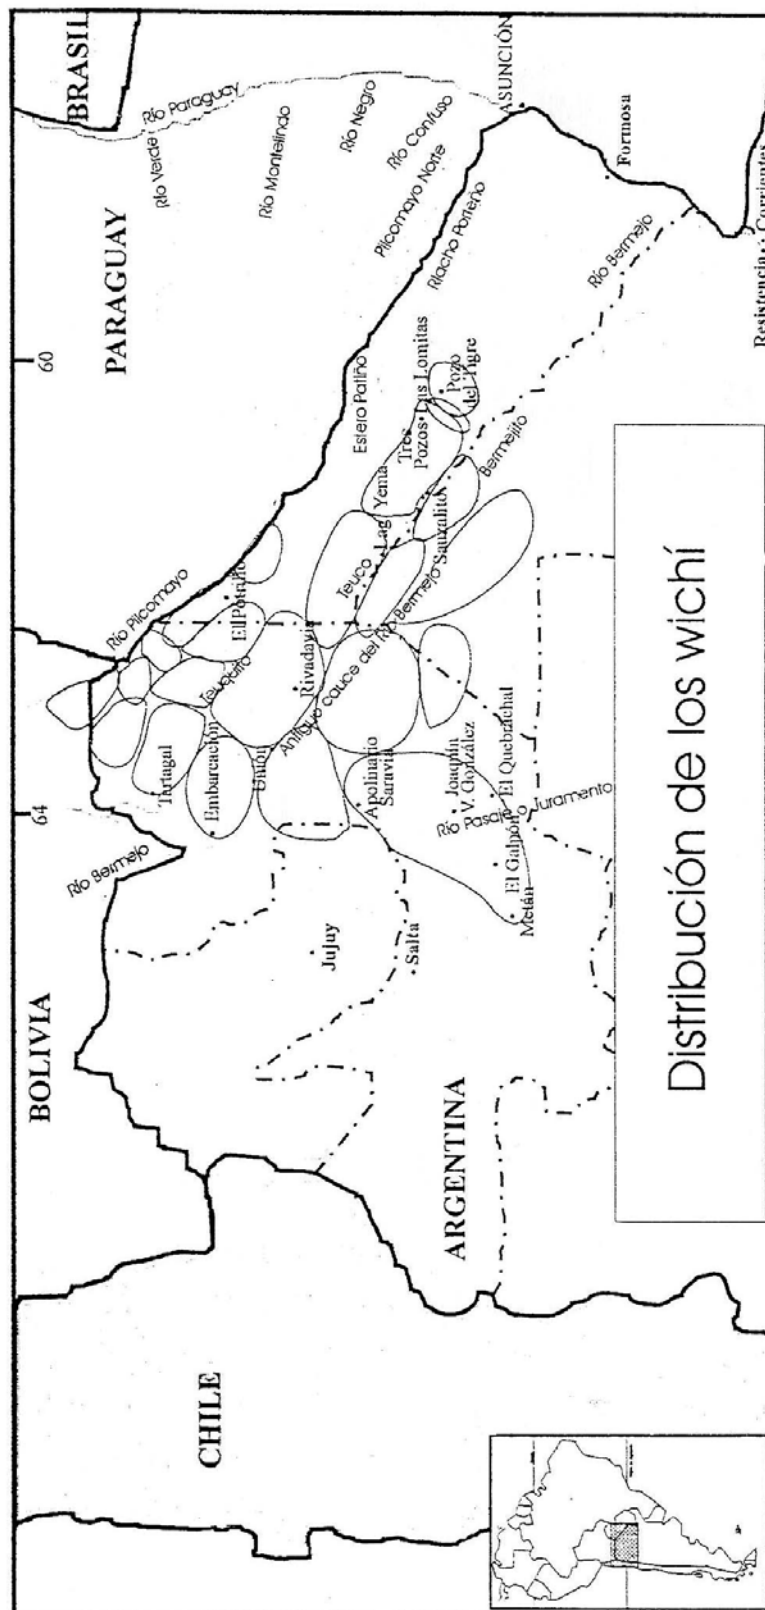 BOLIVIA
PARAGUAY
BRASIL
CHILE
ARGENTINA
64
60
Río Bermejo
Río Pilcomayo
Río Verde
Río Paraguay
Río Montelindo
Río Negro
Río Confuso
Pilcomayo Norte
Riacho Porteño
Estero Patiño
ASUNCIÓN
Formosa
Río Bermejo
Resistencia
Corrientes
Tartagal
Embarcación
Unión
Teuquito
El Potrillo
Rivadavia
Antiguo cauce del Río Bermejo
Teuco
Lag Yema
Tres
Pozos
Las Lomitas
Pozo
del Tigre
Sauzalito
Bermejito
Jujuy
Salta
Apolinario
Saravia
Joaquín
V. González
El Quebrachal
Río Pasaje o Juramento
El Galpón
Metán
Distribución de los wichí